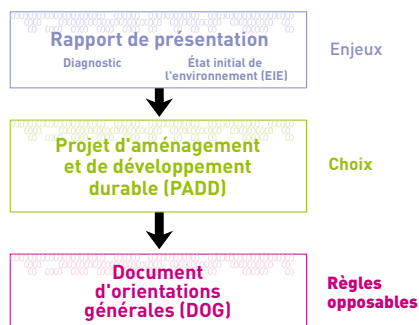 Rapport de présentation
Enjeux
Diagnostic
État initial de
l'environnement (EIE)
Projet d'aménagement
et de développement
durable (PADD)
Choix
Document
d'orientations
générales (DOG)
Règles
opposables